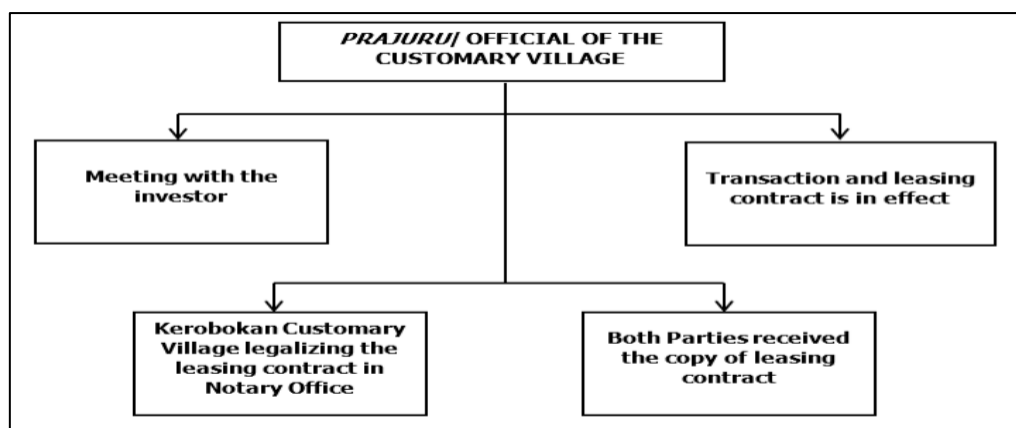 PRAJURU/ OFFICIAL OF THE
CUSTOMARY VILLAGE
Meeting with the
investor
Transaction and leasing
contract is in effect
Kerobokan Customary
Village legalizing the
leasing contract in
Notary Office
Both Parties received
the copy of leasing
contract